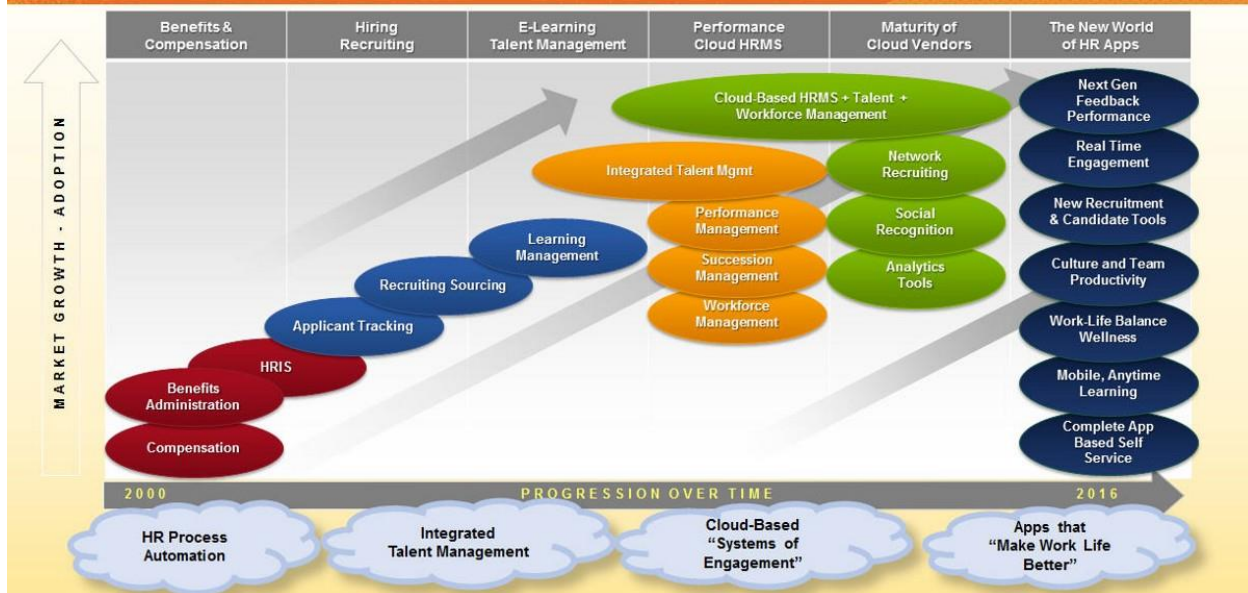 Benefits &
Compensation
Hiring
Recruiting
E-Learning
Talent Management
Performance
Cloud HRMS
Maturity of
Cloud Vendors
The New World
of HR Apps
MARKET GROWTH - ADOPTION
Cloud-Based HRMS + Talent +
Workforce Management
Next Gen
Feedback
Performance
Integrated Talent Mgmt
Network
Recruiting
Real Time
Engagement
Performance
Management
Social
Recognition
New Recruitment
& Candidate Tools
Learning
Management
Succession
Management
Analytics
Tools
Culture and Team
Productivity
Recruiting Sourcing
Workforce
Management
Work-Life Balance
Wellness
Applicant Tracking
HRIS
Mobile, Anytime
Learning
Benefits
Administration
Compensation
Complete App
Based Self
Service
2000
PROGRESSION OVER TIME
2016
HR Process
Automation
Integrated
Talent Management
Cloud-Based
“Systems of
Engagement”
Apps that
“Make Work Life
Better”